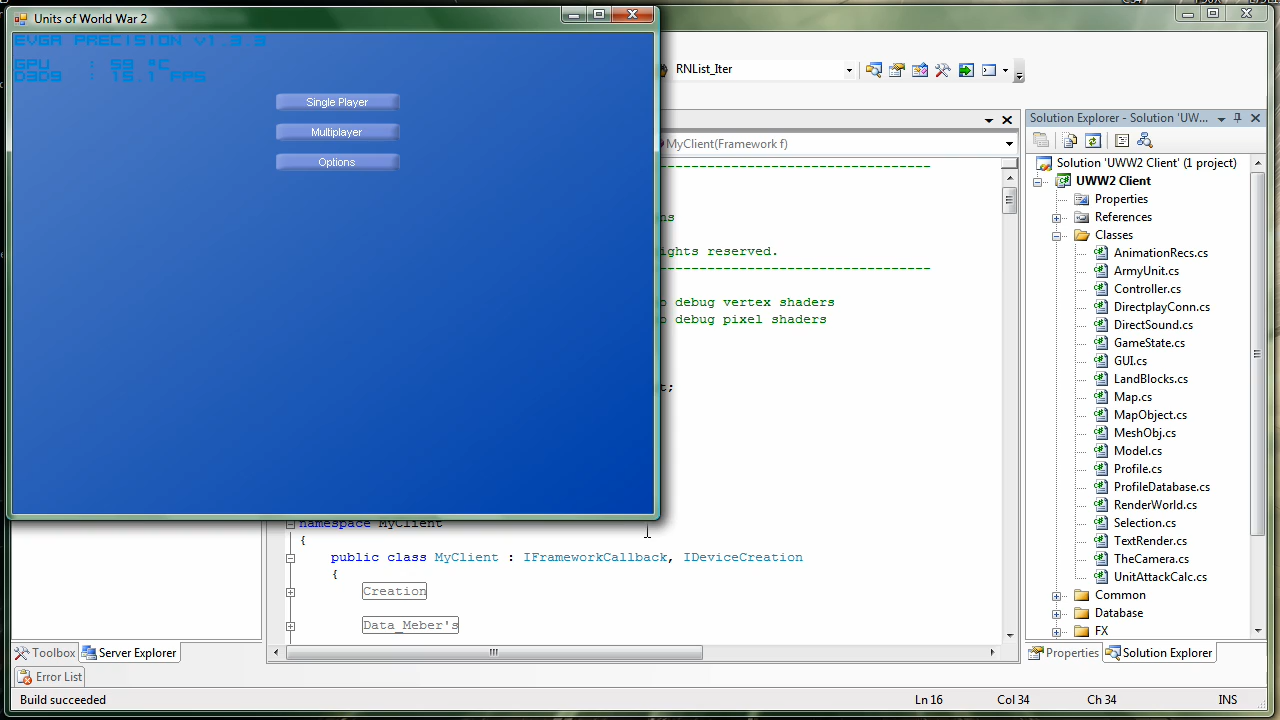 Units of World War 2
EVGA PRECISION v1.3.3
GPU : 59 °C
D3D9 : 15.1 FPS
Single Player
Multiplayer
Options
RNList_Iter
MyClient(Framework f)
ns
ights reserved.
o debug vertex shaders
o debug pixel shaders
t;
namespace MyClient
{
public class MyClient : IFrameworkCallback, IDeviceCreation
{
Creation
Data_Meber's
Solution Explorer - Solution 'UW...
Solution 'UWW2 Client' (1 project)
UWW2 Client
Properties
References
Classes
AnimationRecs.cs
ArmyUnit.cs
Controller.cs
DirectplayConn.cs
DirectSound.cs
GameState.cs
GUI.cs
LandBlocks.cs
Map.cs
MapObject.cs
MeshObj.cs
Model.cs
Profile.cs
ProfileDatabase.cs
RenderWorld.cs
Selection.cs
TextRender.cs
TheCamera.cs
UnitAttackCalc.cs
Common
Database
FX
Toolbox
Server Explorer
Properties
Solution Explorer
Error List
Build succeeded
Ln 16
Col 34
Ch 34
INS